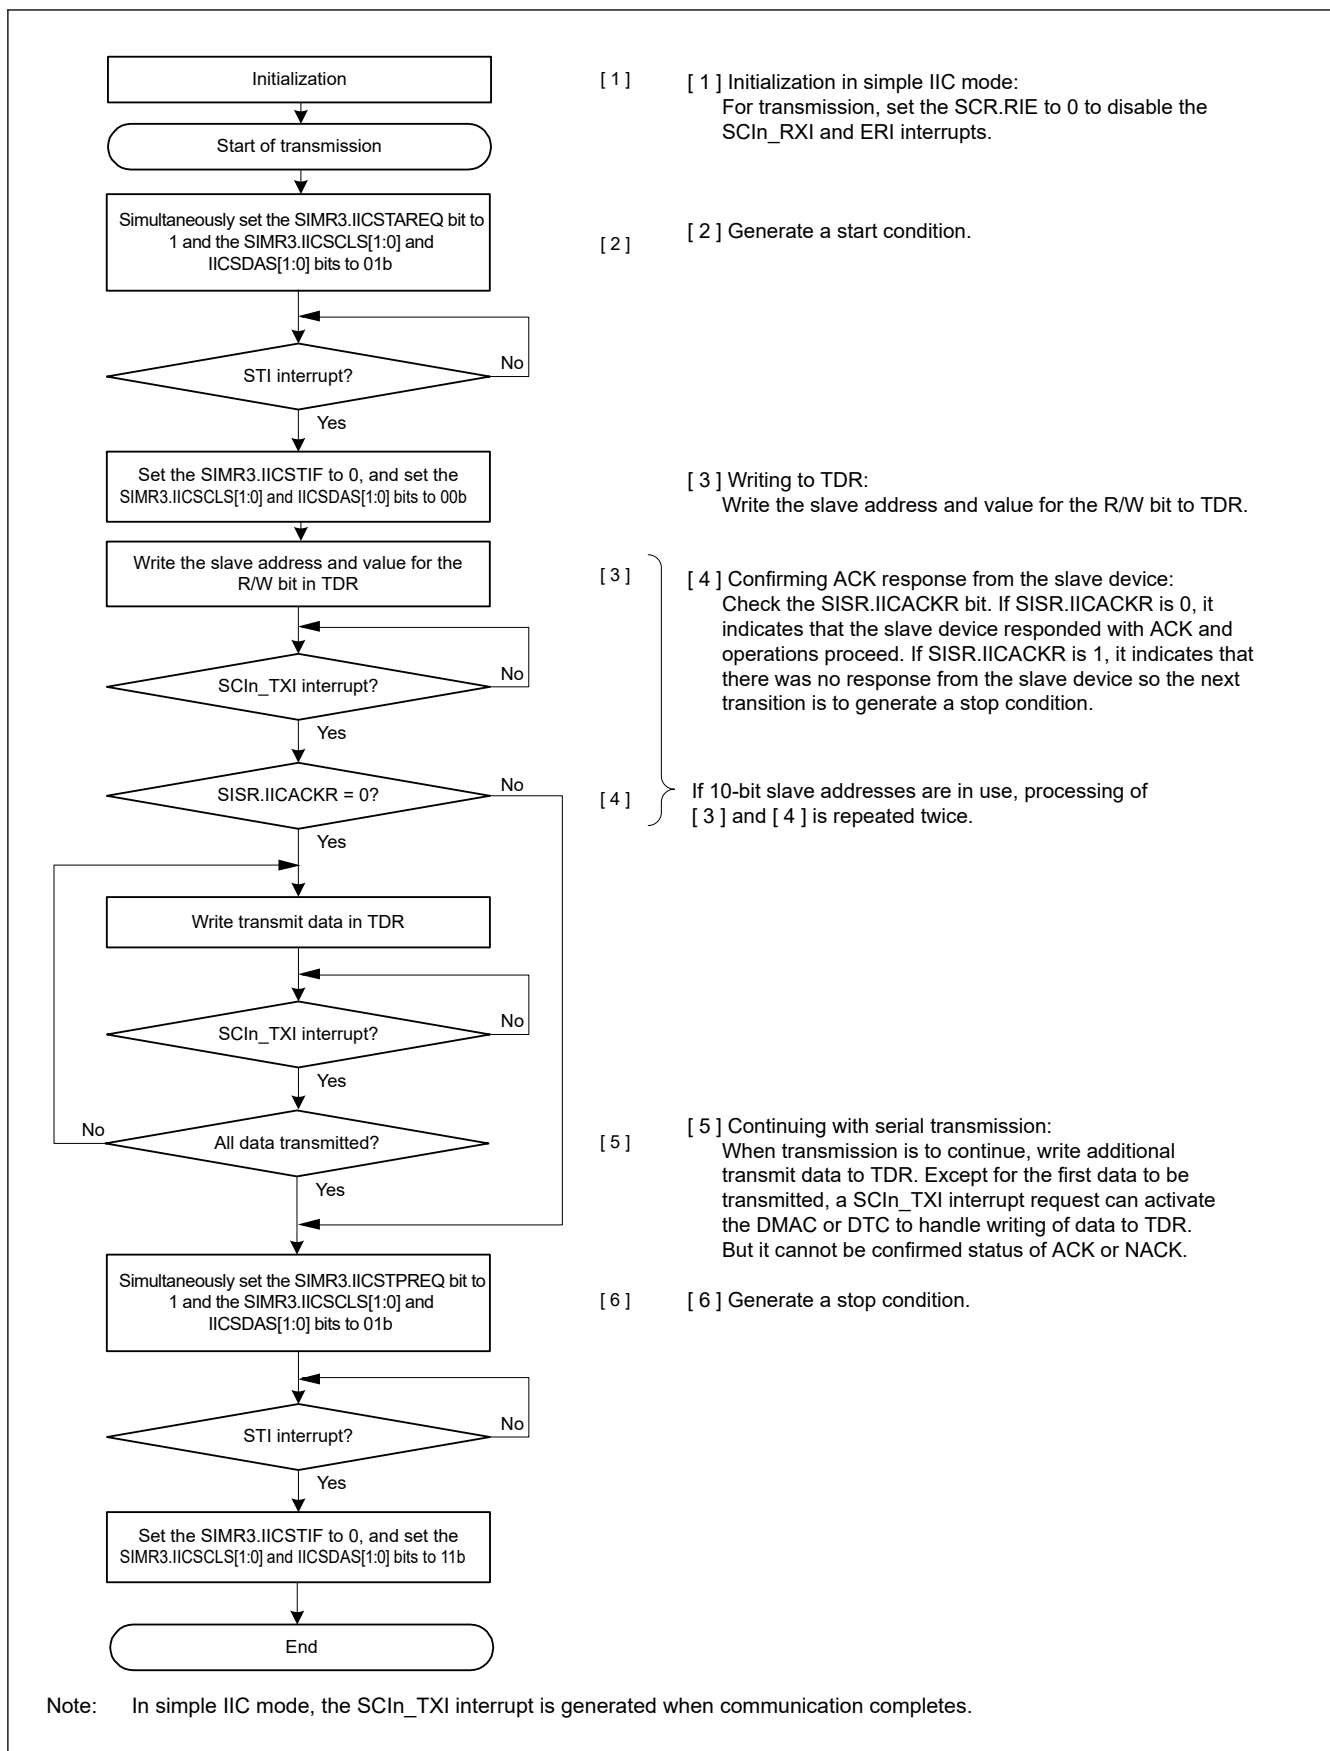 Initialization
[ 1 ]
[ 1 ] Initialization in simple IIC mode:
For transmission, set the SCR.RIE to 0 to disable the
SCIn_RXI and ERI interrupts.
Start of transmission
Simultaneously set the SIMR3.IICSTAREQ bit to
1 and the SIMR3.IICSCLS[1:0] and
IICSDAS[1:0] bits to 01b
[ 2 ]
[ 2 ] Generate a start condition.
STI interrupt?
No
Yes
Set the SIMR3.IICSTIF to 0, and set the
SIMR3.IICSCLS[1:0] and IICSDAS[1:0] bits to 00b
[ 3 ] Writing to TDR:
Write the slave address and value for the R/W bit to TDR.
Write the slave address and value for the
R/W bit in TDR
[ 3 ]
[ 4 ] Confirming ACK response from the slave device:
Check the SISR.IICACKR bit. If SISR.IICACKR is 0, it
indicates that the slave device responded with ACK and
operations proceed. If SISR.IICACKR is 1, it indicates that
there was no response from the slave device so the next
transition is to generate a stop condition.
SCIn_TXI interrupt?
No
Yes
SISR.IICACKR = 0?
No
[ 4 ]
If 10-bit slave addresses are in use, processing of
[ 3 ] and [ 4 ] is repeated twice.
Yes
Write transmit data in TDR
SCIn_TXI interrupt?
No
Yes
No
All data transmitted?
[ 5 ]
[ 5 ] Continuing with serial transmission:
When transmission is to continue, write additional
transmit data to TDR. Except for the first data to be
transmitted, a SCIn_TXI interrupt request can activate
the DMAC or DTC to handle writing of data to TDR.
But it cannot be confirmed status of ACK or NACK.
Yes
Simultaneously set the SIMR3.IICSTPREQ bit to
1 and the SIMR3.IICSCLS[1:0] and
IICSDAS[1:0] bits to 01b
[ 6 ]
[ 6 ] Generate a stop condition.
STI interrupt?
No
Yes
Set the SIMR3.IICSTIF to 0, and set the
SIMR3.IICSCLS[1:0] and IICSDAS[1:0] bits to 11b
End
Note: In simple IIC mode, the SCIn_TXI interrupt is generated when communication completes.